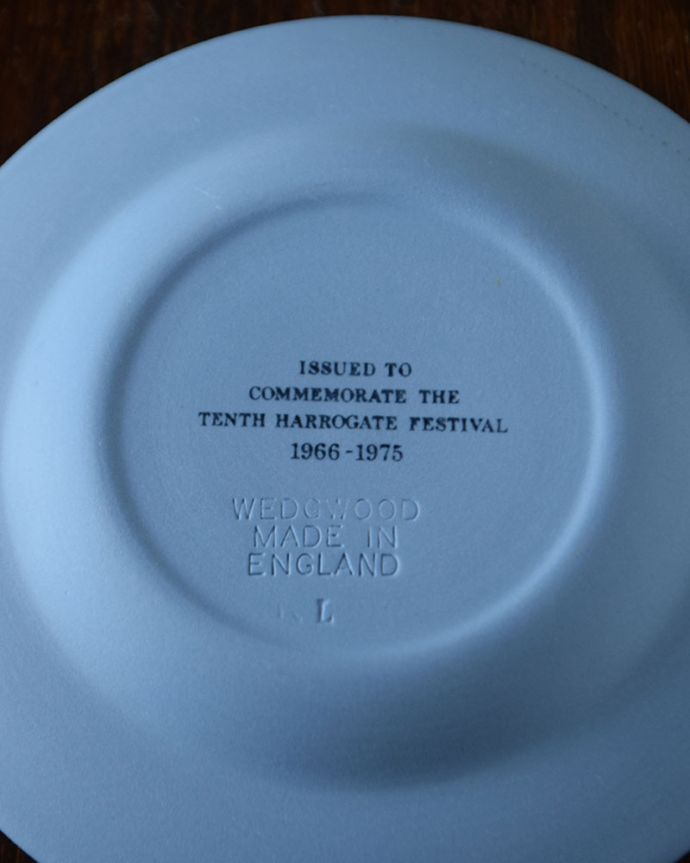 ISSUED TO
COMMEMORATE THE
TENTH HARROGATE FESTIVAL
1966-1975
WEDGWOOD
MADE IN
ENGLAND
L